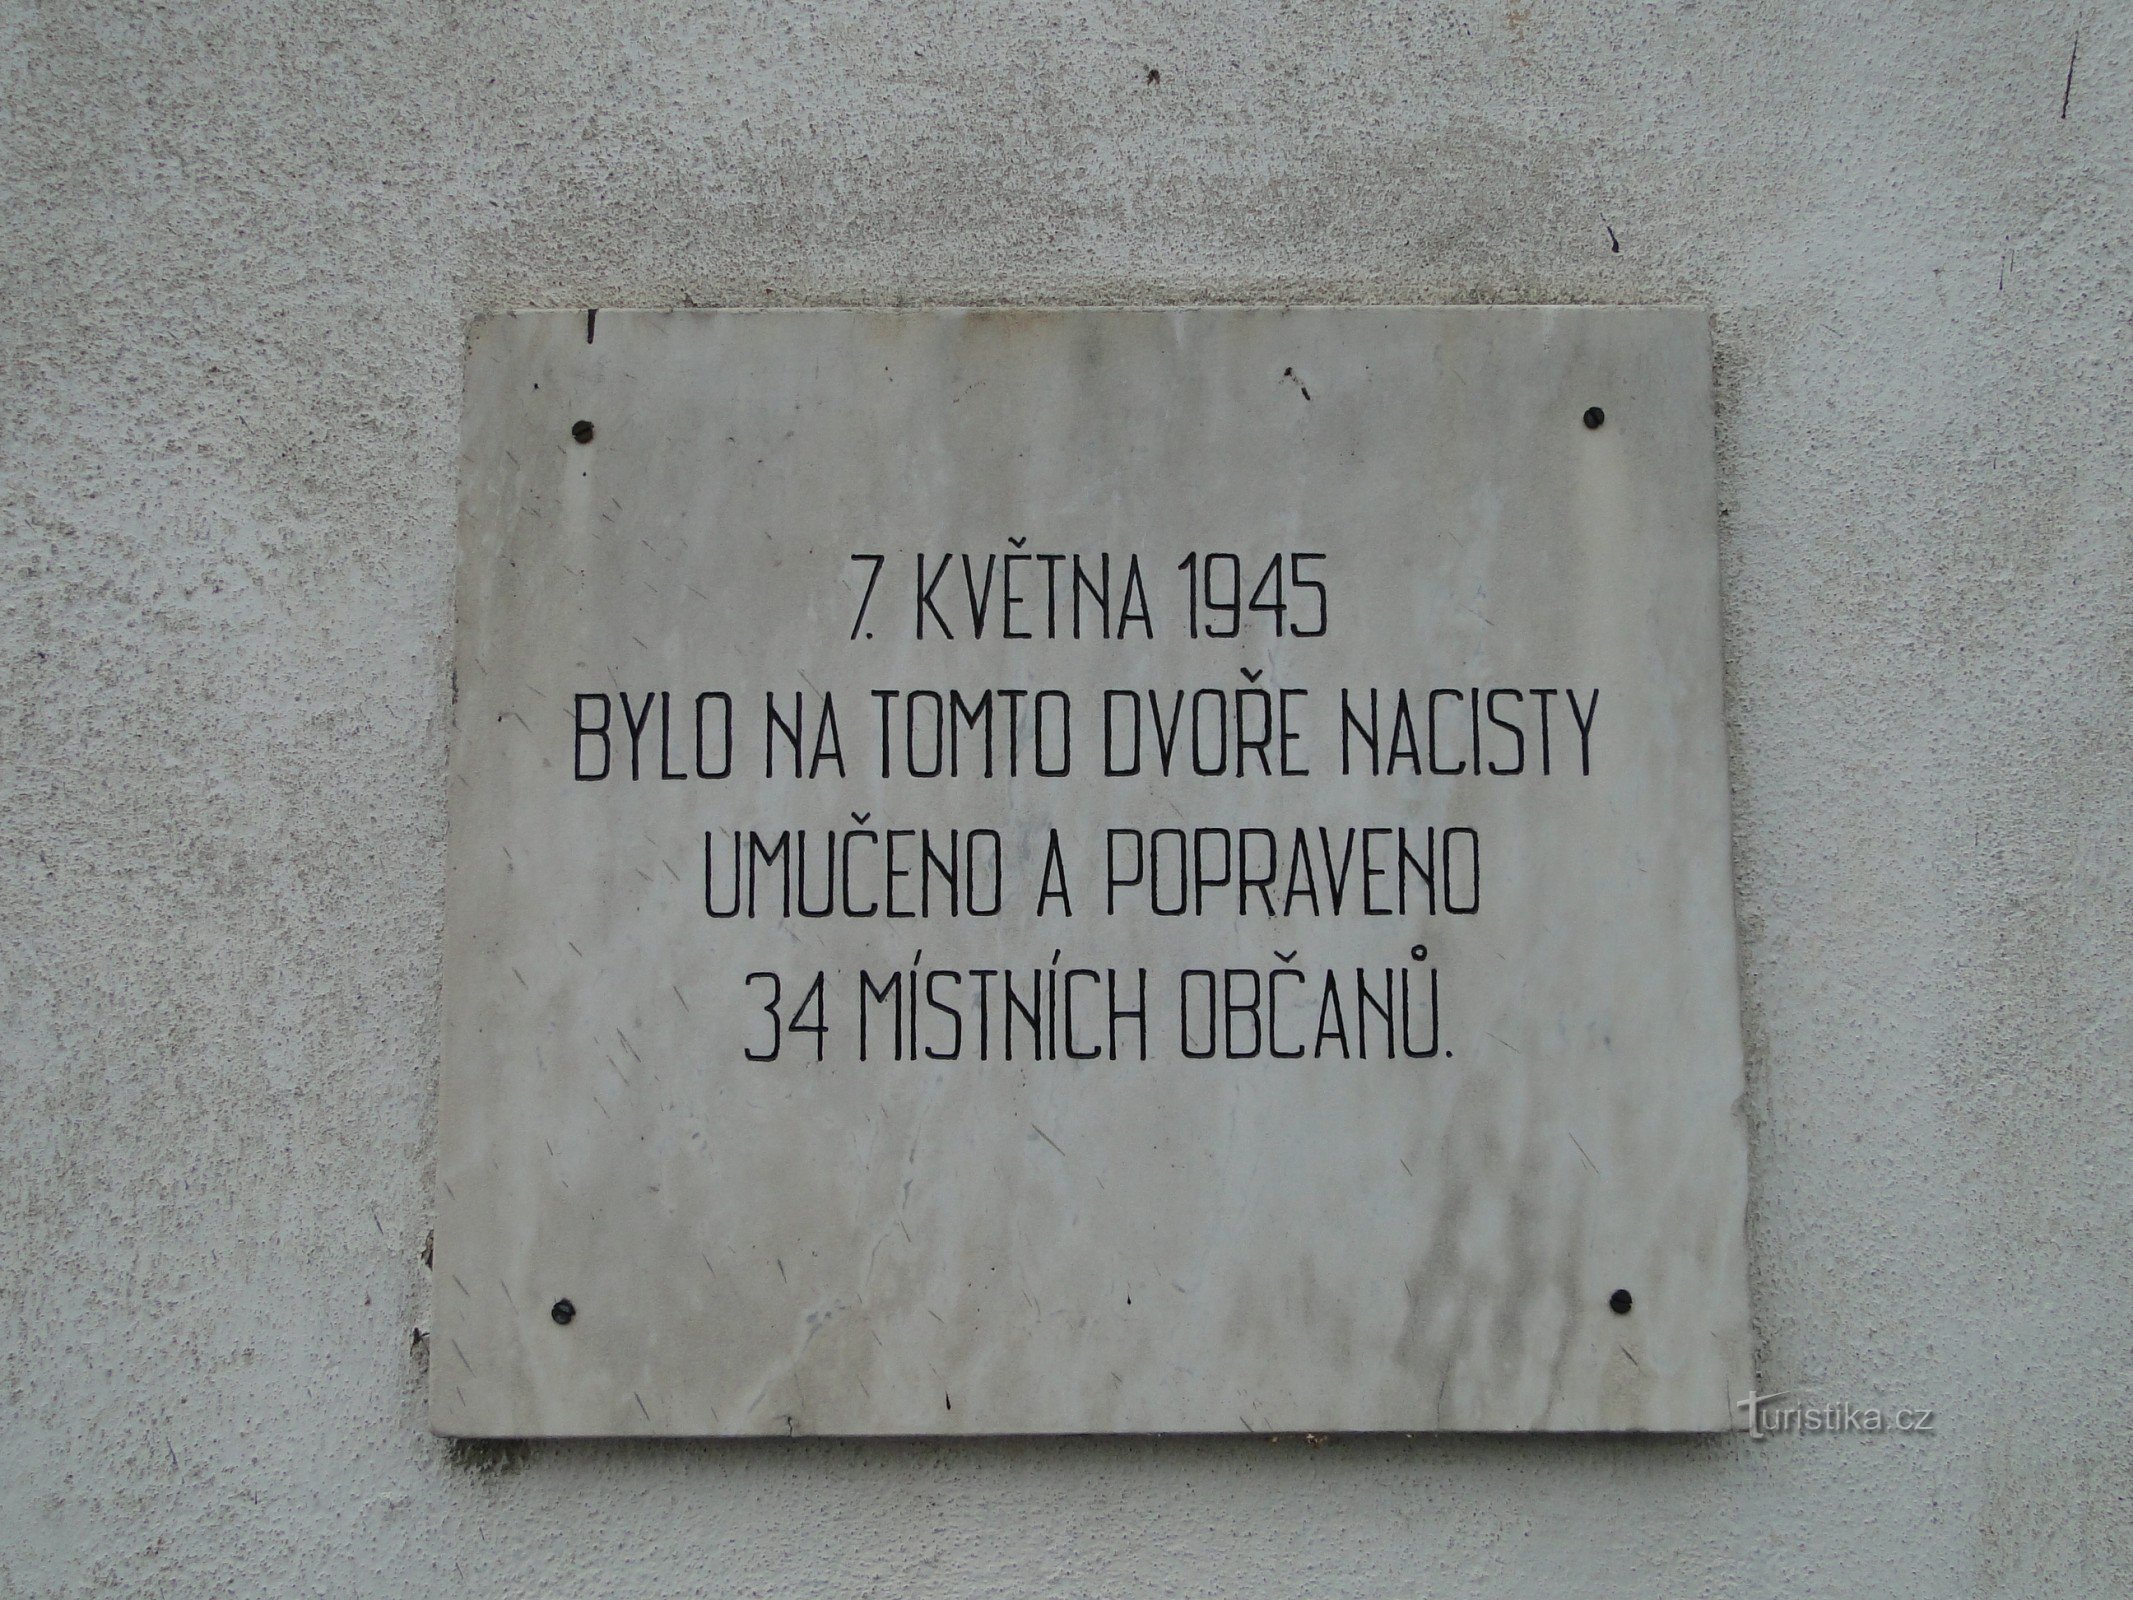 7. KVĚTNA 1945
BYLO NA TOMTO DVOŘE NACISTY
UMUČENO A POPRAVENO
34 MÍSTNÍCH OBČANŮ.
Turistika.cz